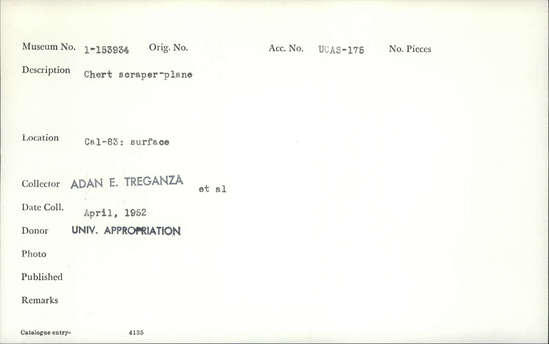 Museum No. 1-153934 Orig. No. Acc. No. UCAS-175 No. Pieces
Description Chert scraper-plane
Location Cal-83: surface
Collector ADAN E. TREGANZA et al
Date Coll. April, 1952
Donor UNIV. APPROPRIATION
Photo
Published
Remarks
Catalogue entry- 4135